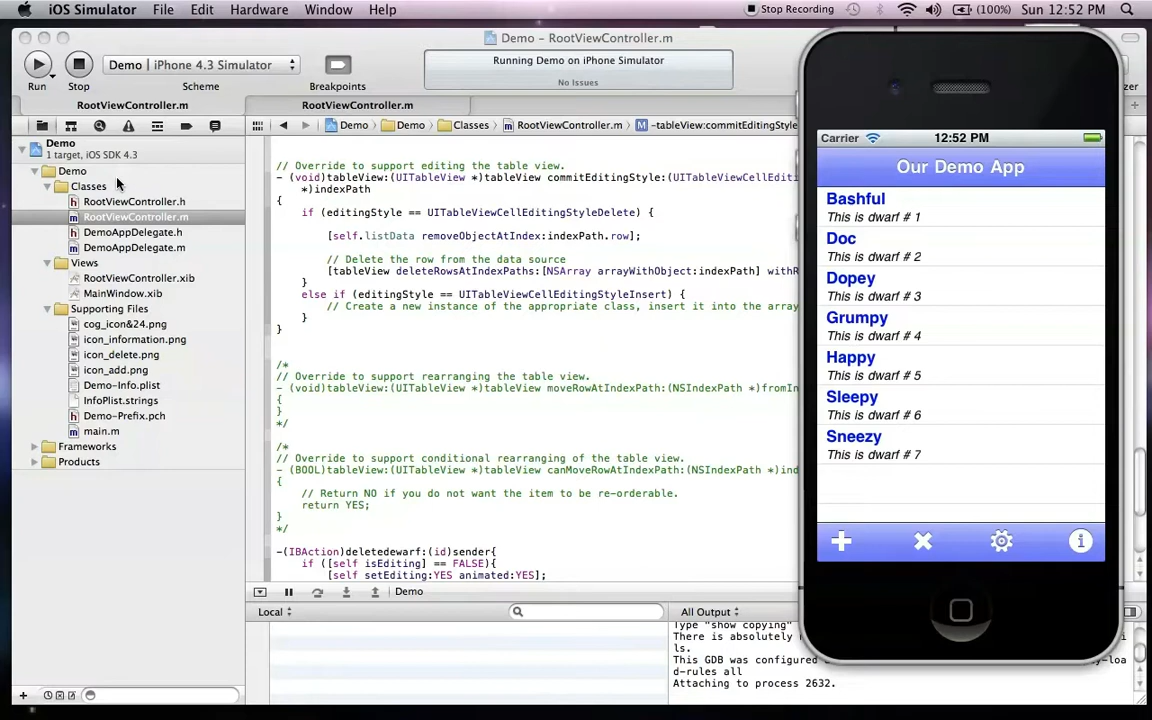 iOS Simulator File Edit Hardware Window Help Stop Recording (100%) Sun 12:52 PM
Demo – RootViewController.m
Demo | iPhone 4.3 Simulator
Running Demo on iPhone Simulator
No Issues
Run Stop Scheme Breakpoints
RootViewController.m RootViewController.m
Demo Demo Classes RootViewController.m -tableView:commitEditingStyle
Demo
1 target, iOS SDK 4.3
Demo
Classes
RootViewController.h
RootViewController.m
DemoAppDelegate.h
DemoAppDelegate.m
Views
RootViewController.xib
MainWindow.xib
Supporting Files
cog_icon&24.png
icon_information.png
icon_delete.png
icon_add.png
Demo-Info.plist
InfoPlist.strings
Demo-Prefix.pch
main.m
Frameworks
Products
// Override to support editing the table view.
- (void)tableView:(UITableView *)tableView commitEditingStyle:(UITableViewCellEditi
*)indexPath
{
if (editingStyle == UITableViewCellEditingStyleDelete) {
[self.listData removeObjectAtIndex:indexPath.row];
// Delete the row from the data source
[tableView deleteRowsAtIndexPaths:[NSArray arrayWithObject:indexPath] withR
}
else if (editingStyle == UITableViewCellEditingStyleInsert) {
// Create a new instance of the appropriate class, insert it into the array
}
}
/*
// Override to support rearranging the table view.
- (void)tableView:(UITableView *)tableView moveRowAtIndexPath:(NSIndexPath *)fromIn
{
}
*/
/*
// Override to support conditional rearranging of the table view.
- (BOOL)tableView:(UITableView *)tableView canMoveRowAtIndexPath:(NSIndexPath *)ind
{
// Return NO if you do not want the item to be re-orderable.
return YES;
}
*/
-(IBAction)deletedewarf:(id)sender{
if ([self isEditing] == FALSE){
[self setEditing:YES animated:YES];
Demo
Local All Output
Type "show copying"
There is absolutely
ls.
This GDB was configured
ad-rules all
Attaching to process 2632.
Carrier 12:52 PM
Our Demo App
Bashful
This is dwarf # 1
Doc
This is dwarf # 2
Dopey
This is dwarf # 3
Grumpy
This is dwarf # 4
Happy
This is dwarf # 5
Sleepy
This is dwarf # 6
Sneezy
This is dwarf # 7